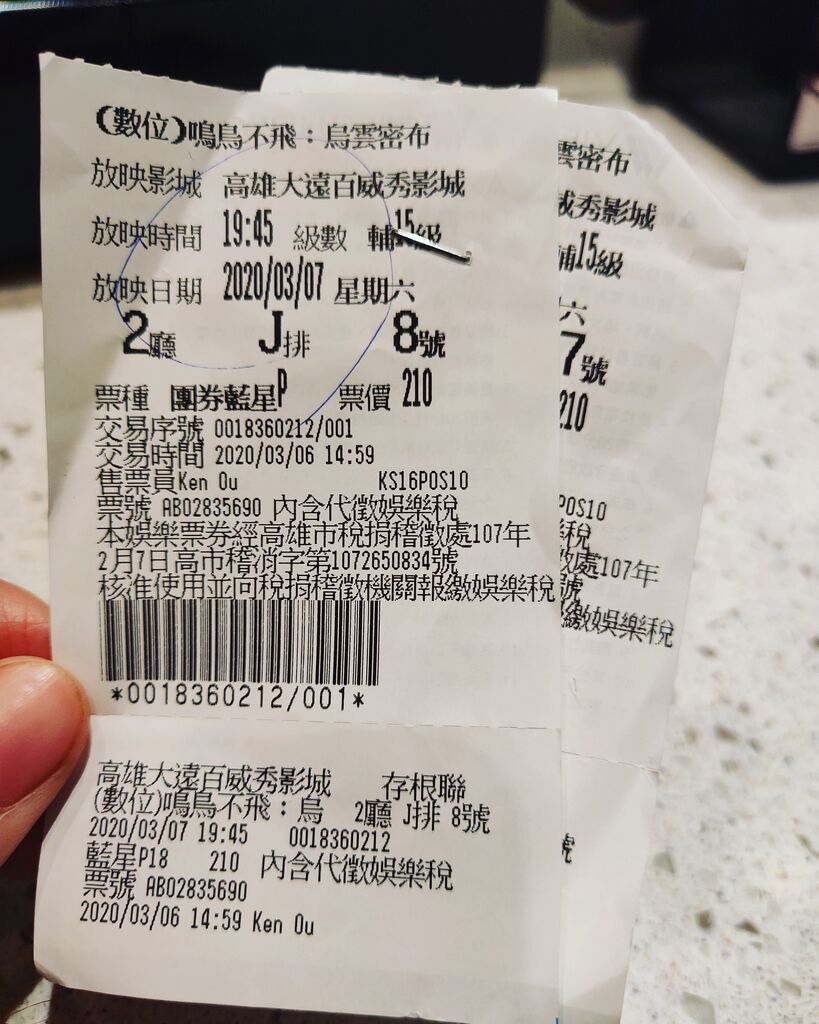 (數位)鳴鳥不飛：烏雲密布
放映影城 高雄大遠百威秀影城
放映時間 19:45 級數 輔15級
放映日期 2020/03/07 星期六
2廳 J排 8號
票種 團券藍星P 票價 210
交易序號 0018360212/001
交易時間 2020/03/06 14:59
售票員Ken Ou KS16POS10
票號 AB02835690 內含代徵娛樂稅
本娛樂票券經高雄市稅捐稽徵處107年
2月7日高市稽消字第1072650834號
核准使用並向稅捐稽徵機關報繳娛樂稅
*0018360212/001*
高雄大遠百威秀影城 存根聯
(數位)鳴鳥不飛：烏 2廳 J排 8號
2020/03/07 19:45 0018360212
藍星P18 210 內含代徵娛樂稅
票號 AB02835690
2020/03/06 14:59 Ken Ou
雲密布
威秀影城
輔15級
六
7號
210
POS10
稅
處107年
號
繳娛樂稅
號